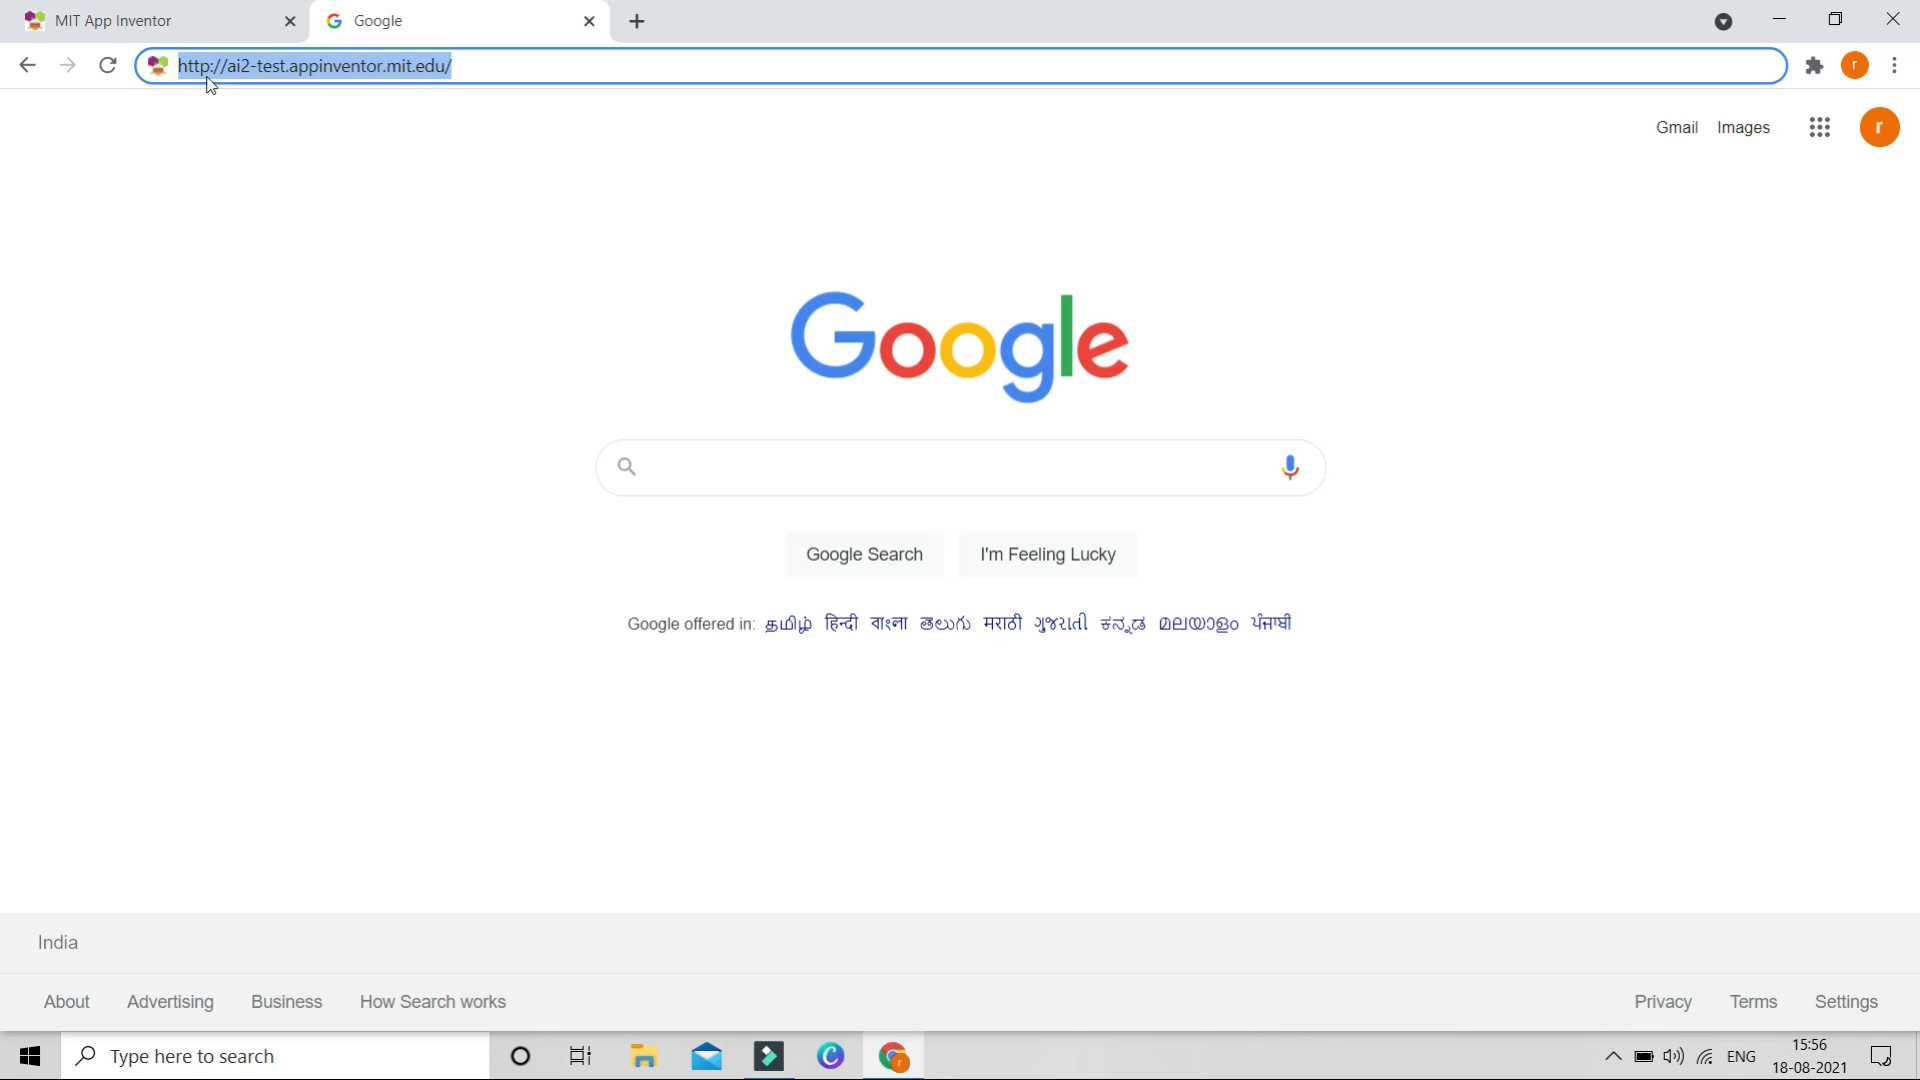 MIT App Inventor
Google
http://ai2-test.appinventor.mit.edu/
r
Gmail Images r
Google
Google Search I'm Feeling Lucky
Google offered in: தமிழ் हिन्दी বাংলা తెలుగు मराठी ગુજરાતી ಕನ್ನಡ മലയാളം ਪੰਜਾਬੀ
India
About Advertising Business How Search works Privacy Terms Settings
Type here to search
ENG
15:56
18-08-2021